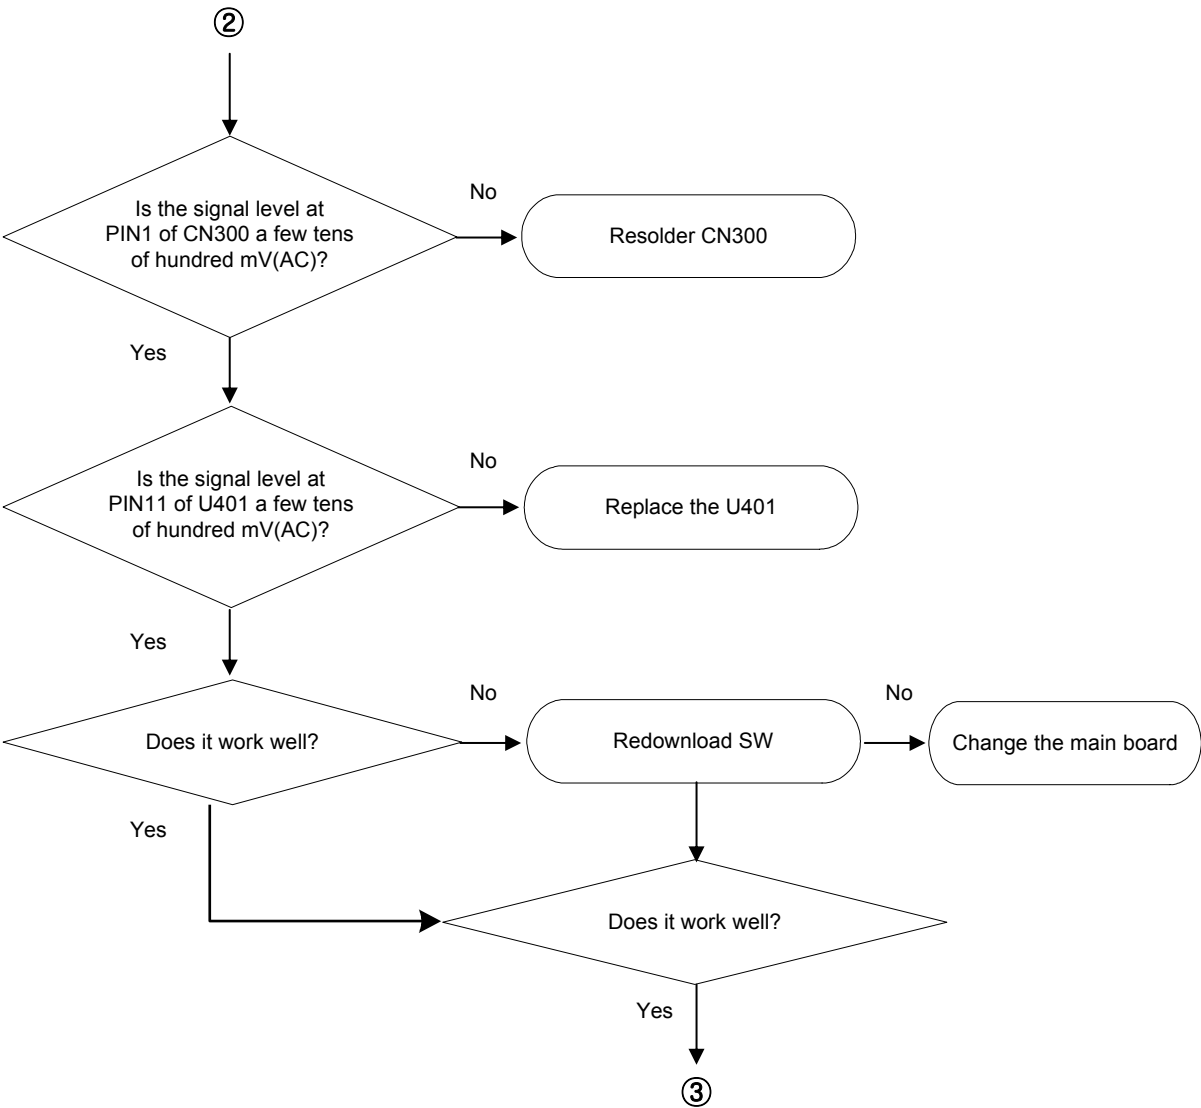 ②
Is the signal level at
PIN1 of CN300 a few tens
of hundred mV(AC)?
No
Resolder CN300
Yes
Is the signal level at
PIN11 of U401 a few tens
of hundred mV(AC)?
No
Replace the U401
Yes
Does it work well?
No
Redownload SW
No
Change the main board
Yes
Does it work well?
Yes
③